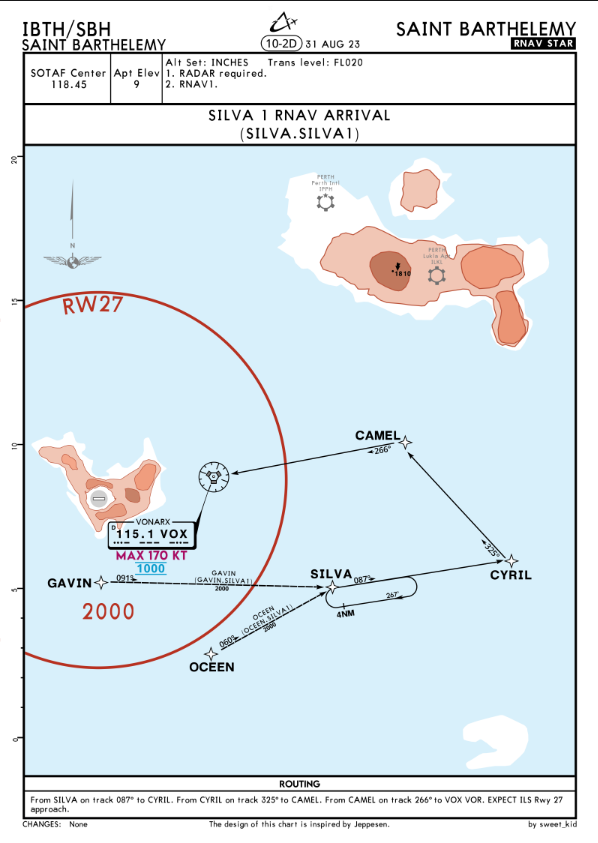 IBTH/SBH
SAINT BARTHELEMY
10-2D
31 AUG 23
SAINT BARTHELEMY
RNAV STAR
SOTAF Center
118.45
Apt Elev
9
Alt Set: INCHES Trans level: FL020
1. RADAR required.
2. RNAV1.
SILVA 1 RNAV ARRIVAL
(SILVA.SILVA1)
20
PERTH
Perth Intl
IPPH
PERTH
Lukla Apt
ILKL
1810
N
15
RW27
10
CAMEL
266°
VONARX
D
115.1 VOX
MAX 170 KT
1000
325°
CYRIL
GAVIN
091°
GAVIN
(GAVIN.SILVA1)
2000
SILVA
087°
267°
4NM
5
2000
OCEEN
(OCEEN.SILVA1)
2000
060°
OCEEN
0
ROUTING
From SILVA on track 087° to CYRIL. From CYRIL on track 325° to CAMEL. From CAMEL on track 266° to VOX VOR. EXPECT ILS Rwy 27
approach.
CHANGES: None
The design of this chart is inspired by Jeppesen.
by sweet_kid